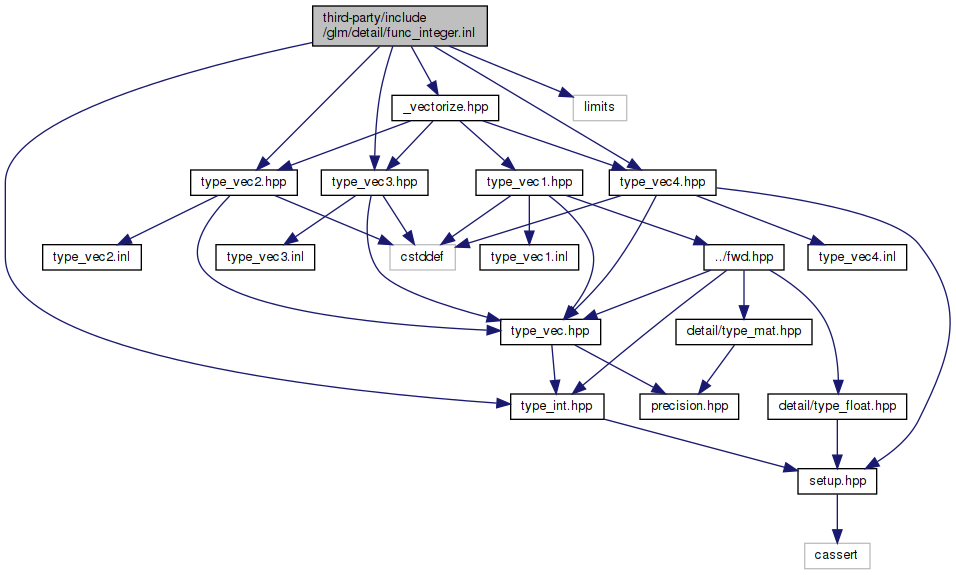 third-party/include
/glm/detail/func_integer.inl
_vectorize.hpp
limits
type_vec2.hpp
type_vec3.hpp
type_vec1.hpp
type_vec4.hpp
type_vec2.inl
type_vec3.inl
cstddef
type_vec1.inl
../fwd.hpp
type_vec4.inl
type_vec.hpp
detail/type_mat.hpp
type_int.hpp
precision.hpp
detail/type_float.hpp
setup.hpp
cassert